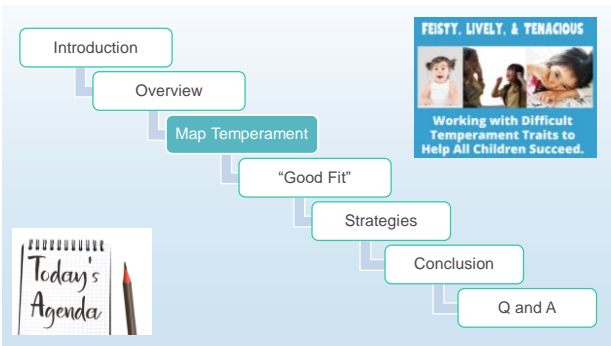 Introduction
Overview
Map Temperament
“Good Fit”
Strategies
Conclusion
Q and A
FEISTY, LIVELY, & TENACIOUS
Working with Difficult
Temperament Traits to
Help All Children Succeed.
Today's
Agenda